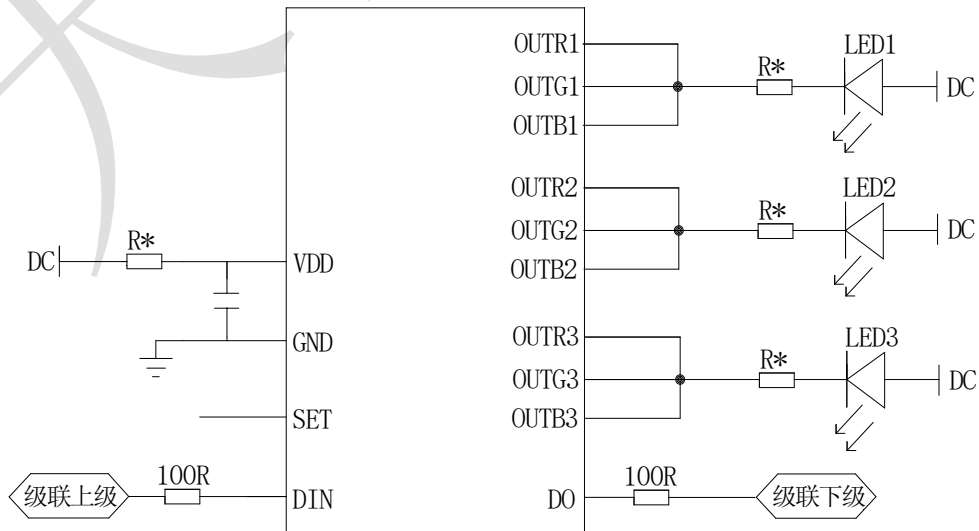 OUTR1
OUTG1
OUTB1
R*
LED1
DC
OUTR2
OUTG2
OUTB2
R*
LED2
DC
DC
R*
VDD
GND
OUTR3
OUTG3
OUTB3
R*
LED3
DC
SET
级联上级
100R
DIN
DO
100R
级联下级